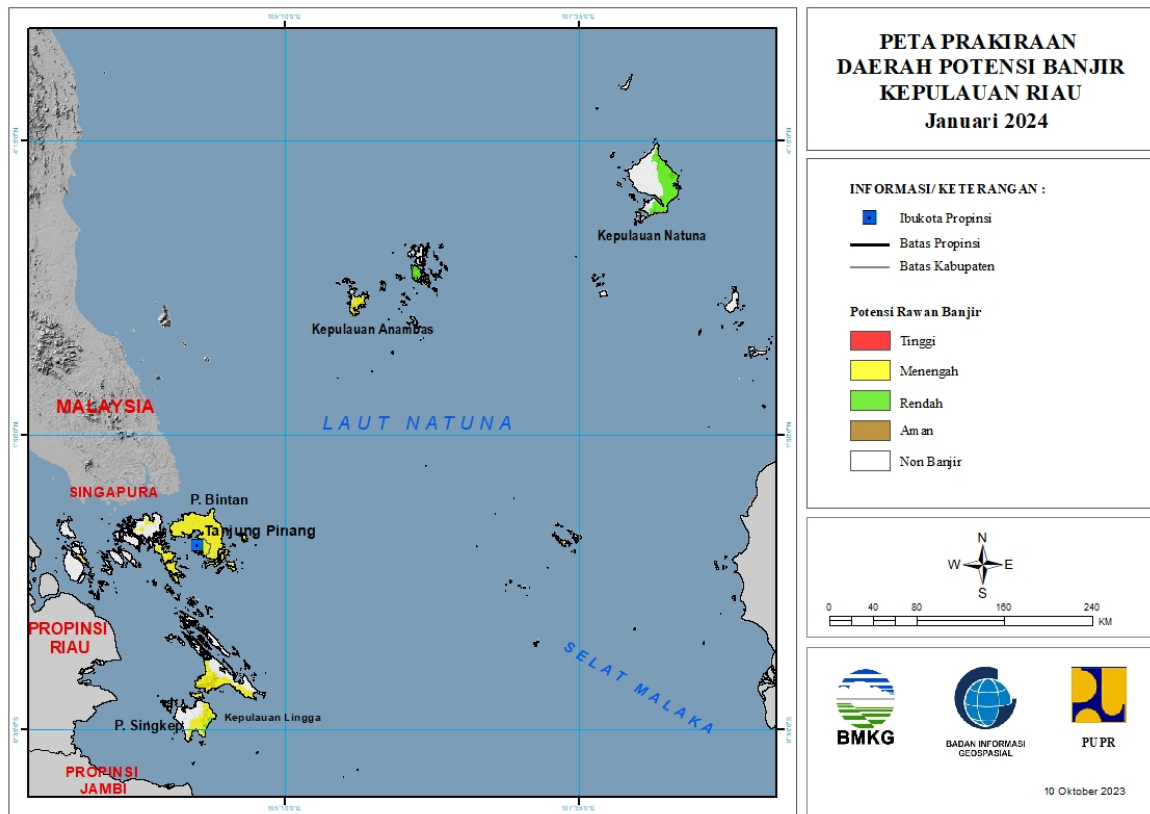 PETA PRAKIRAAN
DAERAH POTENSI BANJIR
KEPULAUAN RIAU
Januari 2024
INFORMASI/ KETERANGAN :
Ibukota Propinsi
Batas Propinsi
Batas Kabupaten
Potensi Rawan Banjir
Tinggi
Menengah
Rendah
Aman
Non Banjir
N
W E
S
0 40 80 160 240
KM
BMKG
BADAN INFORMASI
GEOSPASIAL
PUPR
10 Oktober 2023
Kepulauan Natuna
Kepulauan Anambas
MALAYSIA
LAUT NATUNA
SINGAPURA
P. Bintan
Tanjung Pinang
PROPINSI
RIAU
SELAT MALAKA
Kepulauan Lingga
P. Singkep
PROPINSI
JAMBI